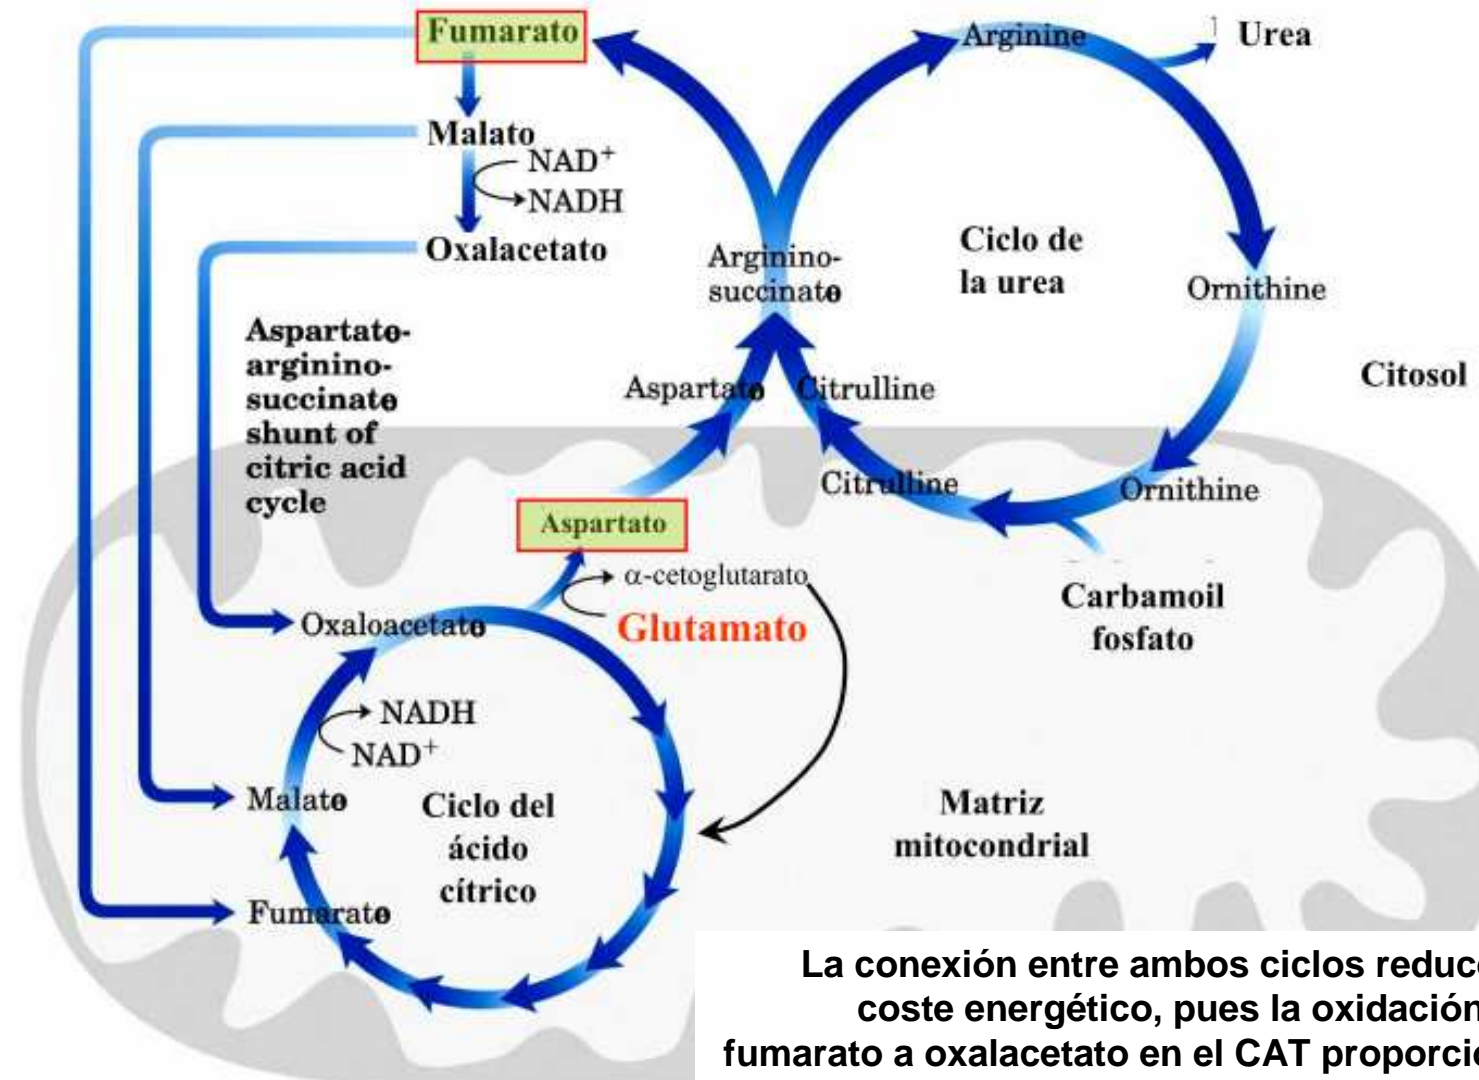 Fumarato
Malato
NAD+
NADH
Oxalacetato
Aspartato-
arginino-
succinato
shunt of
citric acid
cycle
Arginine
Urea
Ciclo de
la urea
Arginino-
succinato
Ornithine
Citosol
Aspartato
Citrulline
Citrulline
Ornithine
Aspartato
α-cetoglutarato
Glutamato
Carbamoil
fosfato
Oxaloacetato
NADH
NAD+
Malato
Ciclo del
ácido
cítrico
Fumarato
Matriz
mitocondrial
La conexión entre ambos ciclos reduce
coste energético, pues la oxidación
fumarato a oxalacetato en el CAT